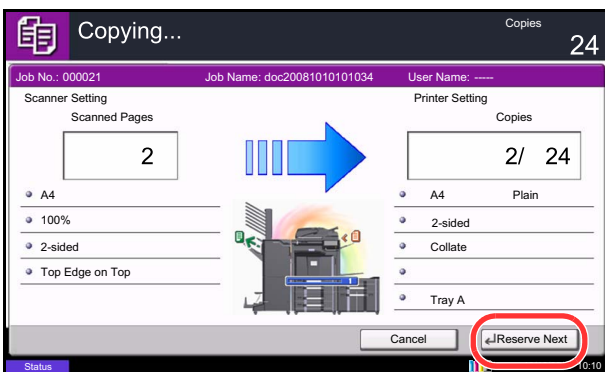 Copying...
Copies
24
Job No.: 000021 Job Name: doc20081010101034 User Name: -----
Scanner Setting
Printer Setting
Scanned Pages
Copies
2
2/ 24
A4
A4 Plain
100%
2-sided
2-sided
Collate
Top Edge on Top
Tray A
Cancel
Reserve Next
Status
10:10